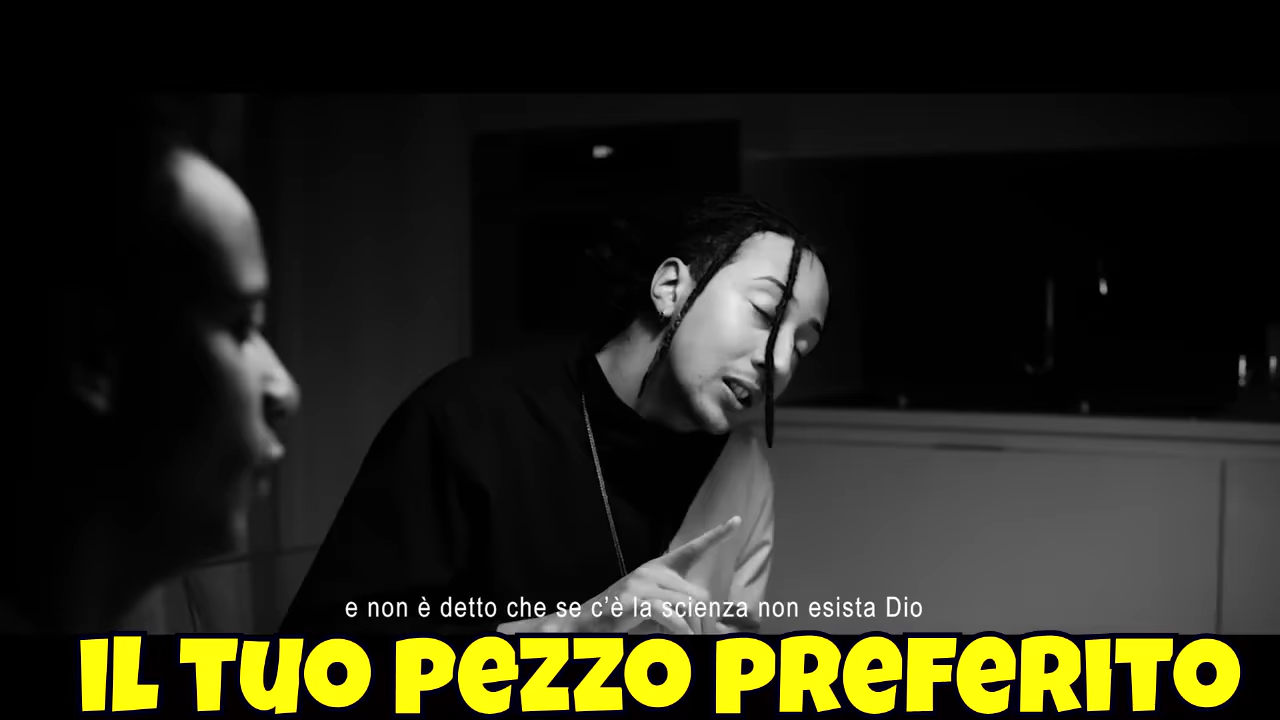 e non è detto che se c’è la scienza non esista Dio
IL TUO PEZZO PREFERITO